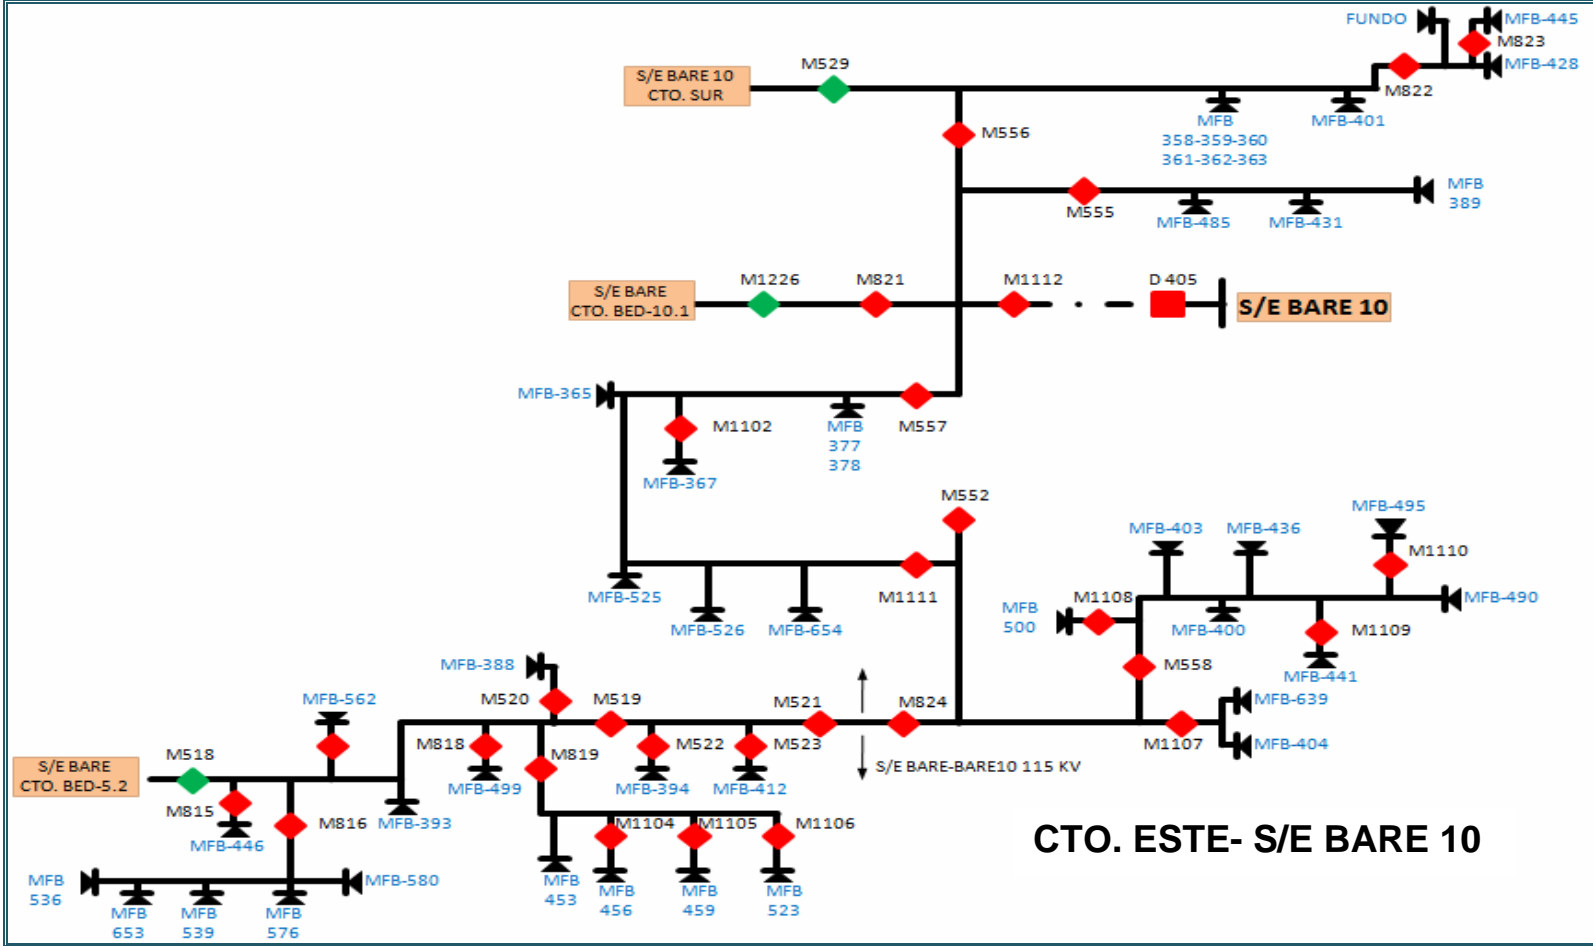 FUNDO
MFB-445
M823
MFB-428
M822
M529
S/E BARE 10
CTO. SUR
M556
MFB
358-359-360
361-362-363
MFB-401
M555
MFB-485
MFB-431
MFB
389
M1226
M821
M1112
D 405
S/E BARE
CTO. BED-10.1
S/E BARE 10
MFB-365
M1102
MFB
377
378
M557
MFB-367
M552
MFB-403
MFB-436
MFB-495
M1110
MFB-525
MFB-526
MFB-654
M1111
MFB
500
M1108
MFB-400
MFB-490
M1109
MFB-441
M558
MFB-388
MFB-562
M520
M519
M521
M824
MFB-639
M1107
MFB-404
M518
S/E BARE
CTO. BED-5.2
M818
M819
M522
M523
S/E BARE-BARE10 115 KV
M815
M816
MFB-393
MFB-499
MFB-394
MFB-412
MFB-446
M1104
M1105
M1106
CTO. ESTE- S/E BARE 10
MFB
536
MFB-580
MFB
653
MFB
539
MFB
576
MFB
453
MFB
456
MFB
459
MFB
523